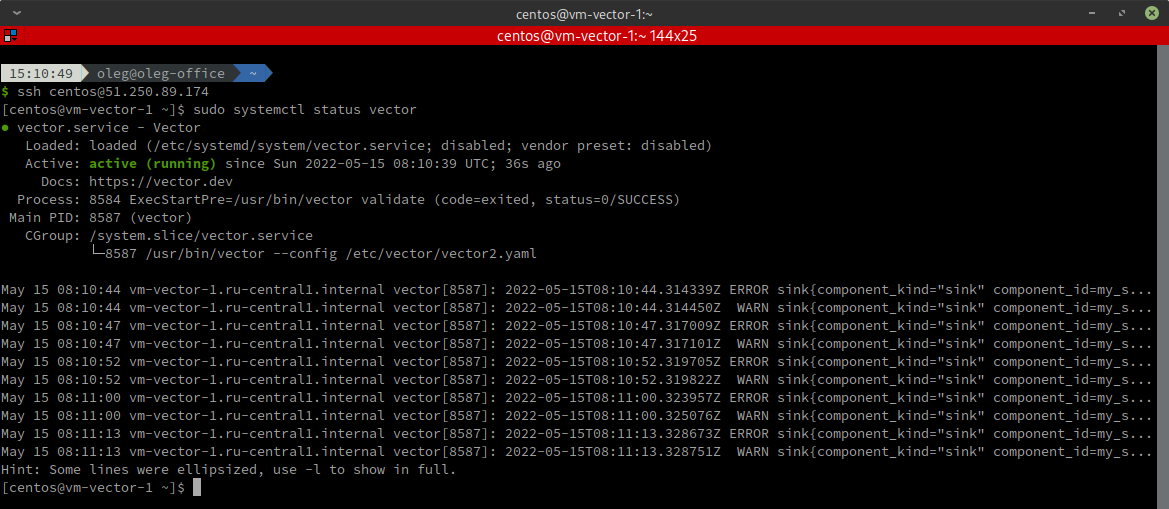 centos@vm-vector-1:~
centos@vm-vector-1:~ 144x25
15:10:49 oleg@oleg-office ~
$ ssh centos@51.250.89.174
[centos@vm-vector-1 ~]$ sudo systemctl status vector
● vector.service - Vector
   Loaded: loaded (/etc/systemd/system/vector.service; disabled; vendor preset: disabled)
   Active: active (running) since Sun 2022-05-15 08:10:39 UTC; 36s ago
     Docs: https://vector.dev
  Process: 8584 ExecStartPre=/usr/bin/vector validate (code=exited, status=0/SUCCESS)
 Main PID: 8587 (vector)
   CGroup: /system.slice/vector.service
           └─8587 /usr/bin/vector --config /etc/vector/vector2.yaml
May 15 08:10:44 vm-vector-1.ru-central1.internal vector[8587]: 2022-05-15T08:10:44.314339Z ERROR sink{component_kind="sink" component_id=my_s...
May 15 08:10:44 vm-vector-1.ru-central1.internal vector[8587]: 2022-05-15T08:10:44.314450Z  WARN sink{component_kind="sink" component_id=my_s...
May 15 08:10:47 vm-vector-1.ru-central1.internal vector[8587]: 2022-05-15T08:10:47.317009Z ERROR sink{component_kind="sink" component_id=my_s...
May 15 08:10:47 vm-vector-1.ru-central1.internal vector[8587]: 2022-05-15T08:10:47.317101Z  WARN sink{component_kind="sink" component_id=my_s...
May 15 08:10:52 vm-vector-1.ru-central1.internal vector[8587]: 2022-05-15T08:10:52.319705Z ERROR sink{component_kind="sink" component_id=my_s...
May 15 08:10:52 vm-vector-1.ru-central1.internal vector[8587]: 2022-05-15T08:10:52.319822Z  WARN sink{component_kind="sink" component_id=my_s...
May 15 08:11:00 vm-vector-1.ru-central1.internal vector[8587]: 2022-05-15T08:11:00.323957Z ERROR sink{component_kind="sink" component_id=my_s...
May 15 08:11:00 vm-vector-1.ru-central1.internal vector[8587]: 2022-05-15T08:11:00.325076Z  WARN sink{component_kind="sink" component_id=my_s...
May 15 08:11:13 vm-vector-1.ru-central1.internal vector[8587]: 2022-05-15T08:11:13.328673Z ERROR sink{component_kind="sink" component_id=my_s...
May 15 08:11:13 vm-vector-1.ru-central1.internal vector[8587]: 2022-05-15T08:11:13.328751Z  WARN sink{component_kind="sink" component_id=my_s...
Hint: Some lines were ellipsized, use -l to show in full.
[centos@vm-vector-1 ~]$